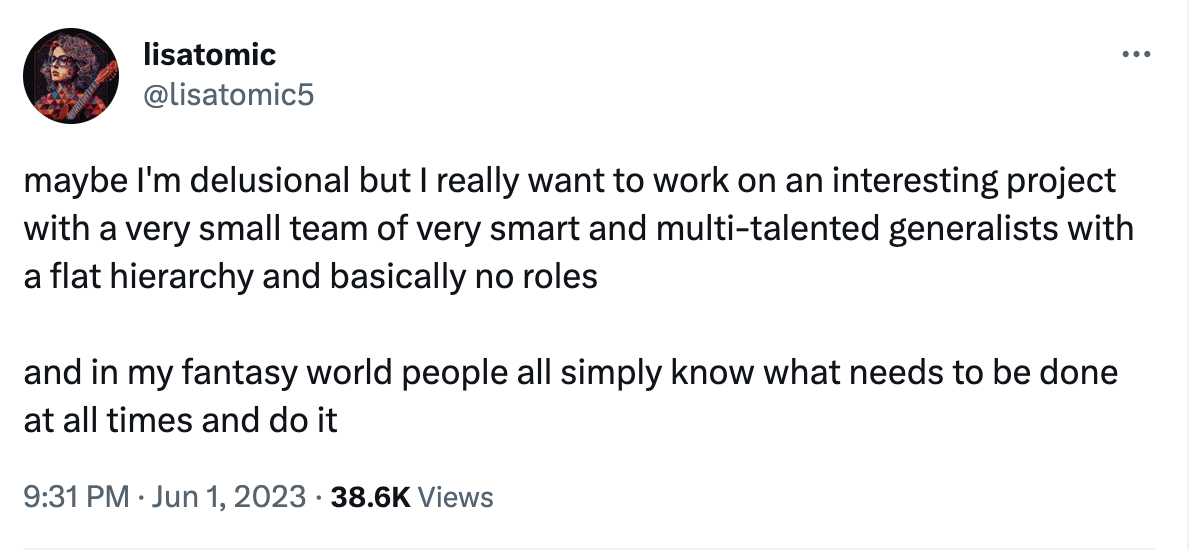 lisatomic
@lisatomic5
maybe I'm delusional but I really want to work on an interesting project
with a very small team of very smart and multi-talented generalists with
a flat hierarchy and basically no roles
and in my fantasy world people all simply know what needs to be done
at all times and do it
9:31 PM · Jun 1, 2023 · 38.6K Views